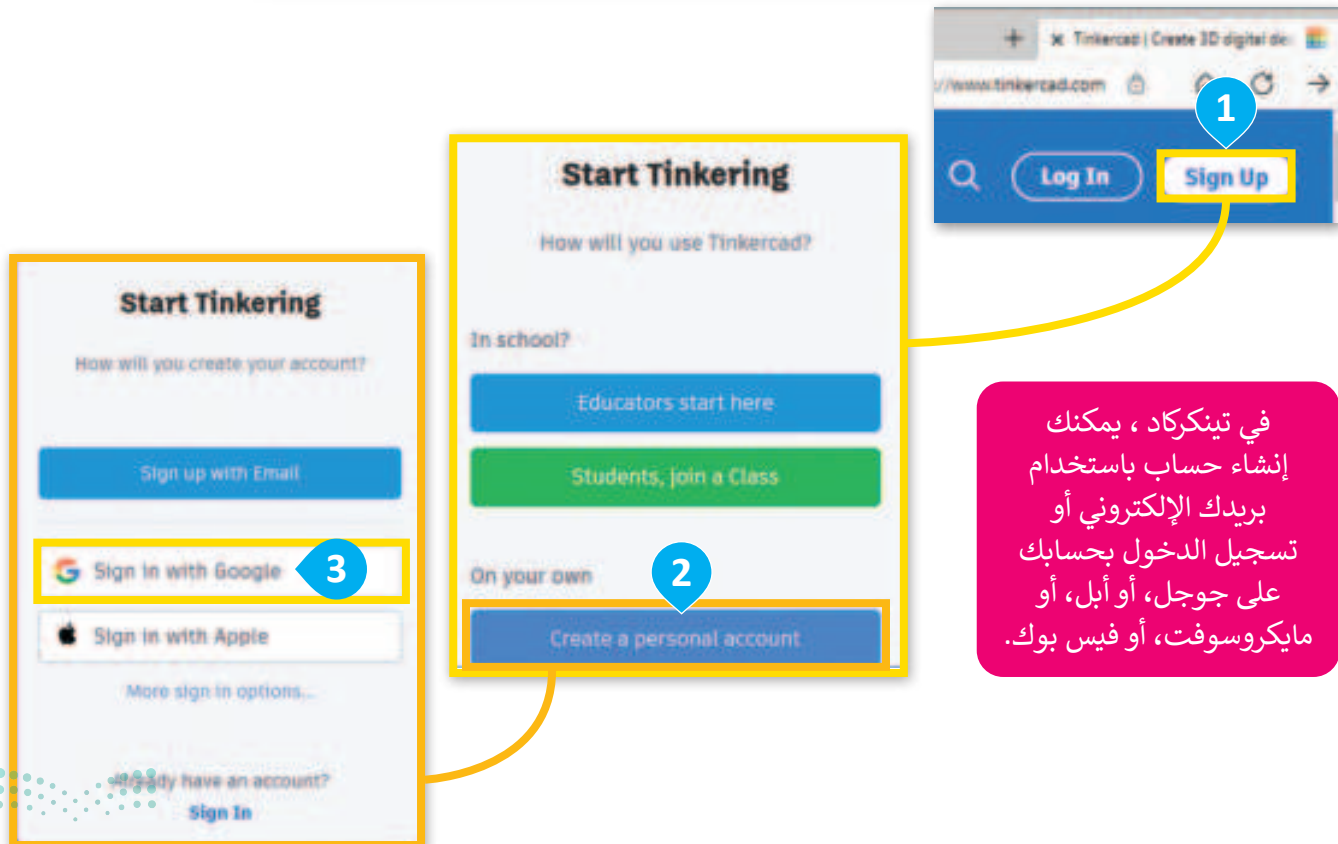 Tinkercad | Create 3D digital de
://www.tinkercad.com
1
Log In
Sign Up
Start Tinkering
How will you use Tinkercad?
In school?
Educators start here
Students, join a Class
On your own
2
Create a personal account
Start Tinkering
How will you create your account?
Sign up with Email
Sign in with Google
3
Sign in with Apple
More sign in options...
Already have an account?
Sign In
في تينكركاد ، يمكنك
إنشاء حساب باستخدام
بريدك الإلكتروني أو
تسجيل الدخول بحسابك
على جوجل، أو أبل، أو
مايكروسوفت، أو فيس بوك.